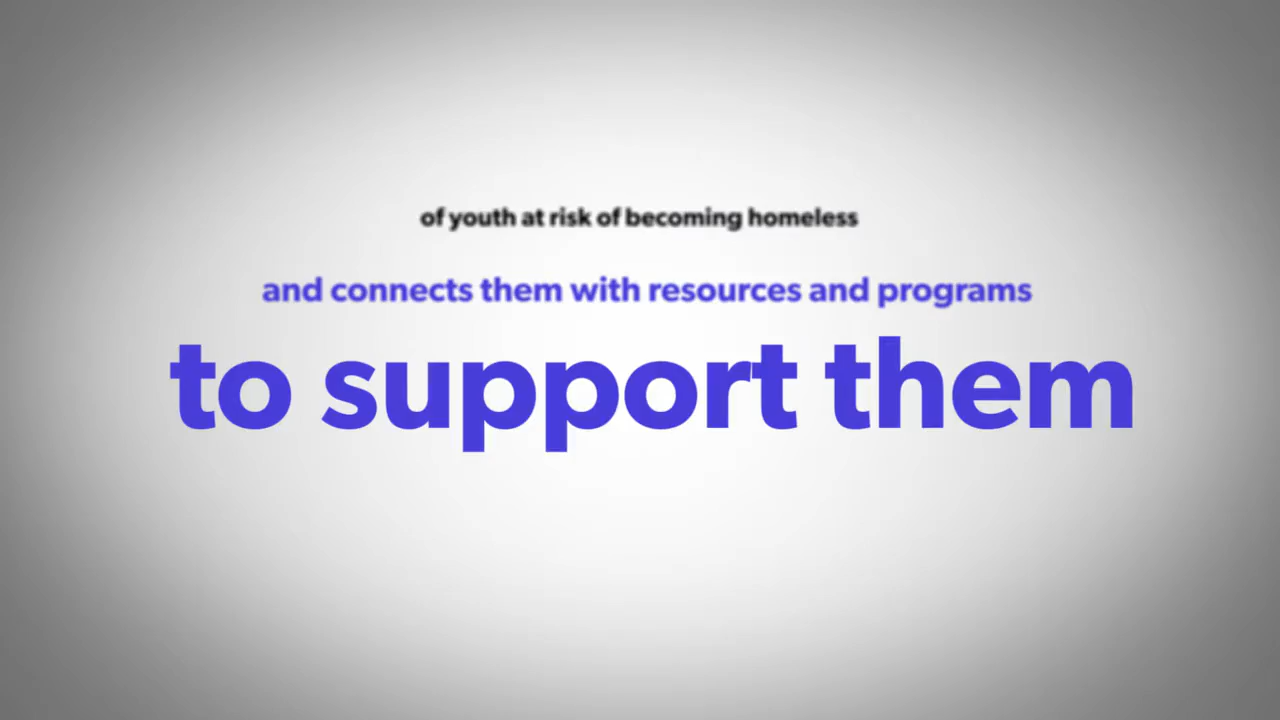 of youth at risk of becoming homeless
and connects them with resources and programs
to support them